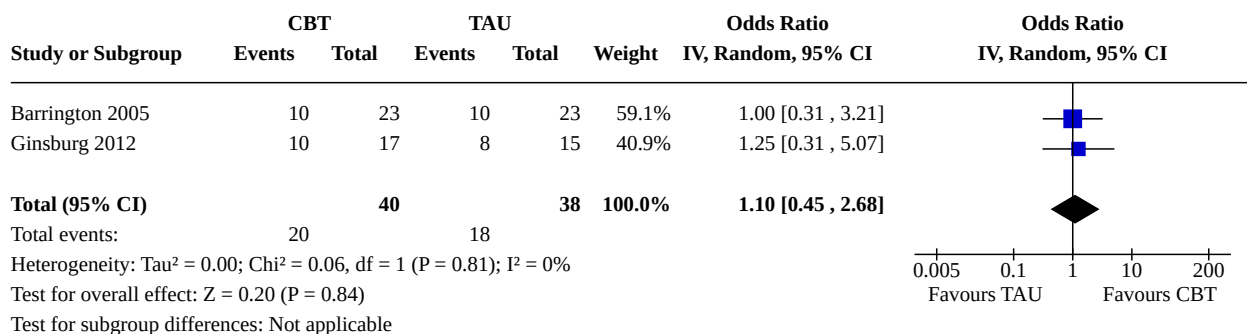 CBT TAU Odds Ratio Odds Ratio
Study or Subgroup Events Total Events Total Weight IV, Random, 95% CI IV, Random, 95% CI
Barrington 2005 10 23 10 23 59.1% 1.00 [0.31 , 3.21]
Ginsburg 2012 10 17 8 15 40.9% 1.25 [0.31 , 5.07]
Total (95% CI) 40 38 100.0% 1.10 [0.45 , 2.68]
Total events: 20 18
Heterogeneity: Tau² = 0.00; Chi² = 0.06, df = 1 (P = 0.81); I² = 0%
0.005 0.1 1 10 200
Test for overall effect: Z = 0.20 (P = 0.84)
Favours TAU Favours CBT
Test for subgroup differences: Not applicable